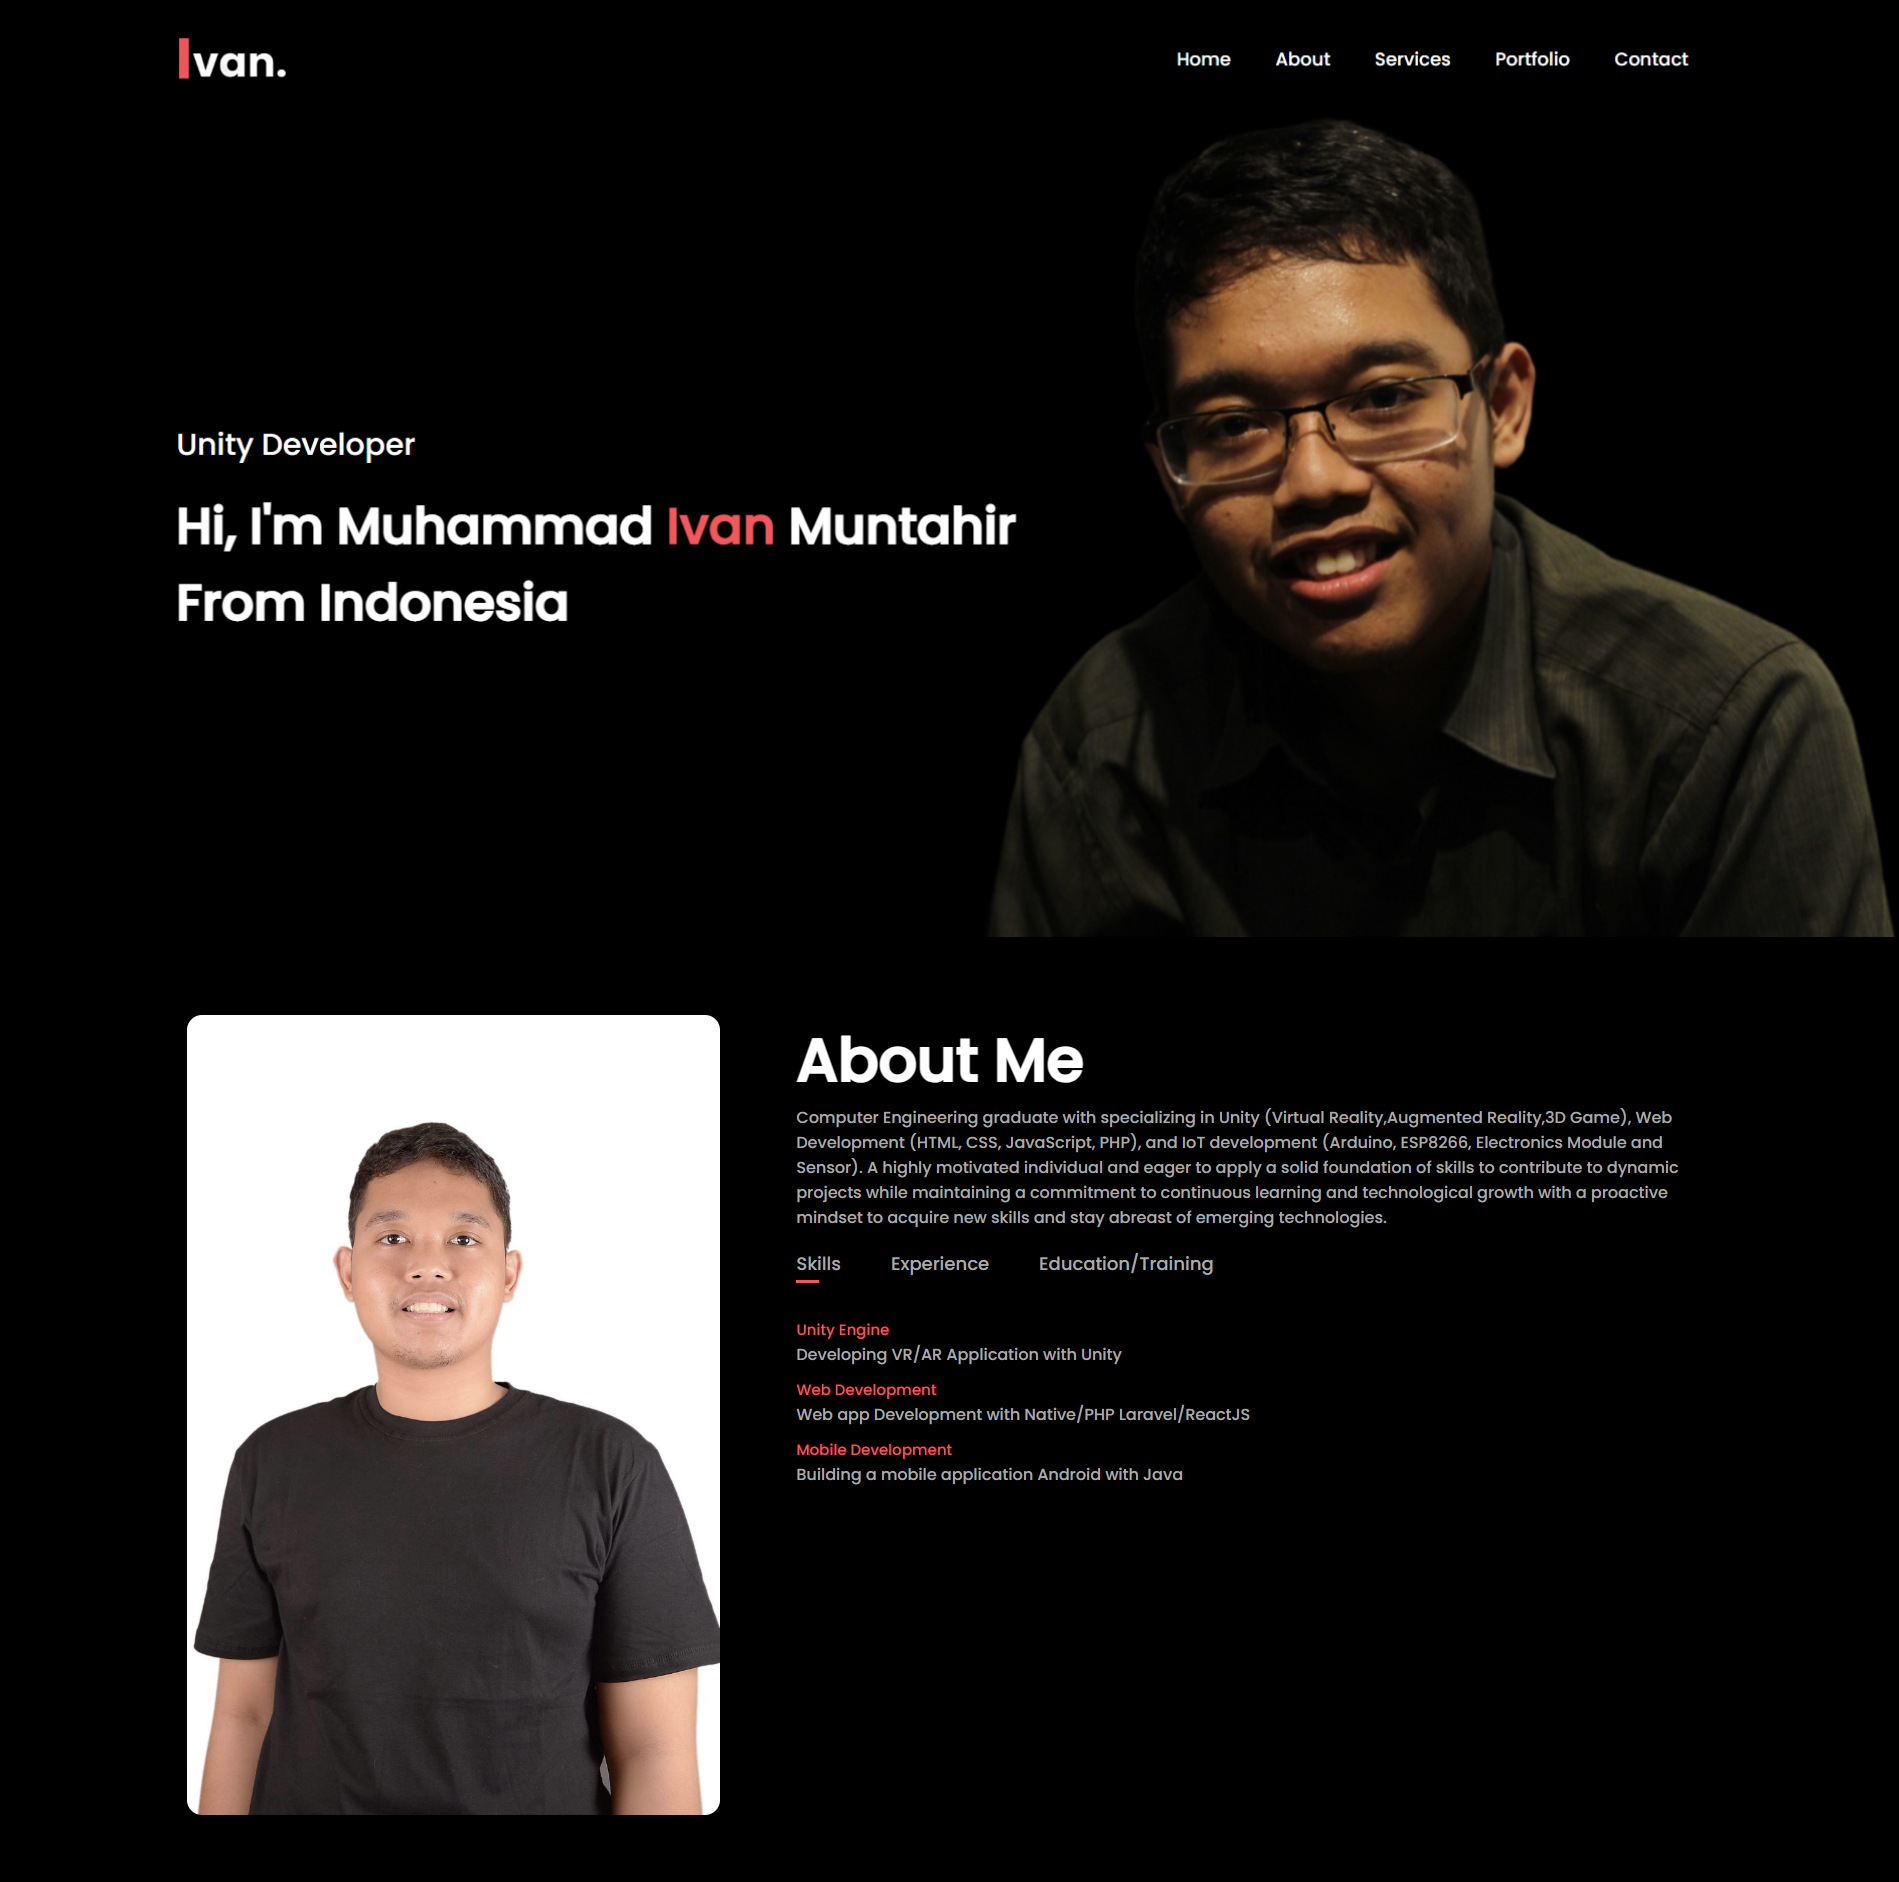 Ivan.
Home About Services Portfolio Contact
Unity Developer
Hi, I'm Muhammad Ivan Muntahir
From Indonesia
About Me
Computer Engineering graduate with specializing in Unity (Virtual Reality,Augmented Reality,3D Game), Web
Development (HTML, CSS, JavaScript, PHP), and IoT development (Arduino, ESP8266, Electronics Module and
Sensor). A highly motivated individual and eager to apply a solid foundation of skills to contribute to dynamic
projects while maintaining a commitment to continuous learning and technological growth with a proactive
mindset to acquire new skills and stay abreast of emerging technologies.
Skills Experience Education/Training
Unity Engine
Developing VR/AR Application with Unity
Web Development
Web app Development with Native/PHP Laravel/ReactJS
Mobile Development
Building a mobile application Android with Java